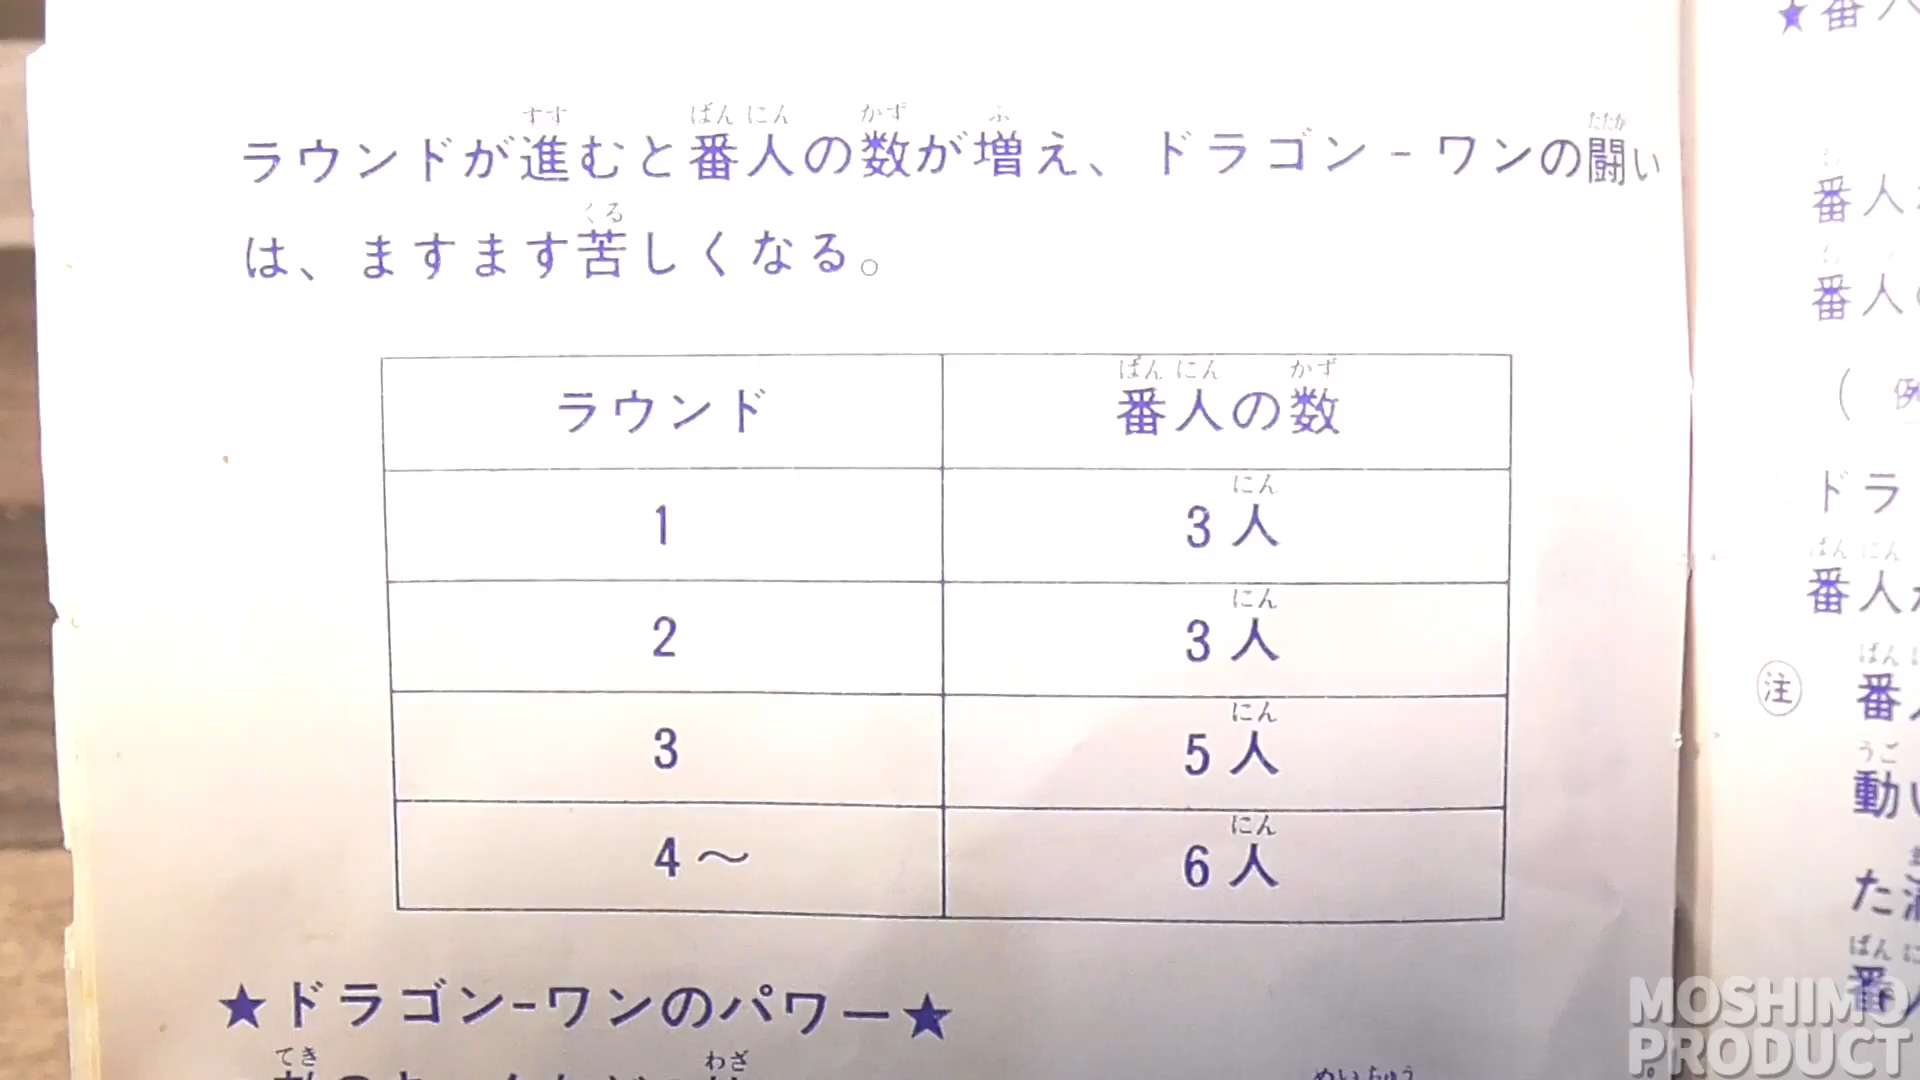 ラウンドが進むと番人の数が増え、ドラゴン-ワンの闘い
は、ますます苦しくなる。
ラウンド 番人の数
1 3人
2 3人
3 5人
4〜 6人
★ドラゴン-ワンのパワー★
★番人
番人
番人
(例
ドラ
番人
注 番
動
た
番
MOSHIMO
PRODUCT